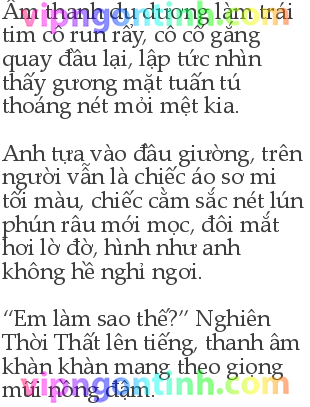 Âm thanh du dương làm trái
tim cô run rẩy, cô cố gắng
quay đầu lại, lập tức nhìn
thấy gương mặt tuấn tú
thoáng nét mỏi mệt kia.
Anh tựa vào đầu giường, trên
người vẫn là chiếc áo sơ mi
tối màu, chiếc cằm sắc nét lún
phún râu mới mọc, đôi mắt
hơi lờ đờ, hình như anh
không hề nghỉ ngơi.
“Em làm sao thế?” Nghiên
Thời Thất lên tiếng, thanh âm
khàn khàn mang theo giọng
mũi nồng đậm.
vipngontinh.com
vipngontinh.com